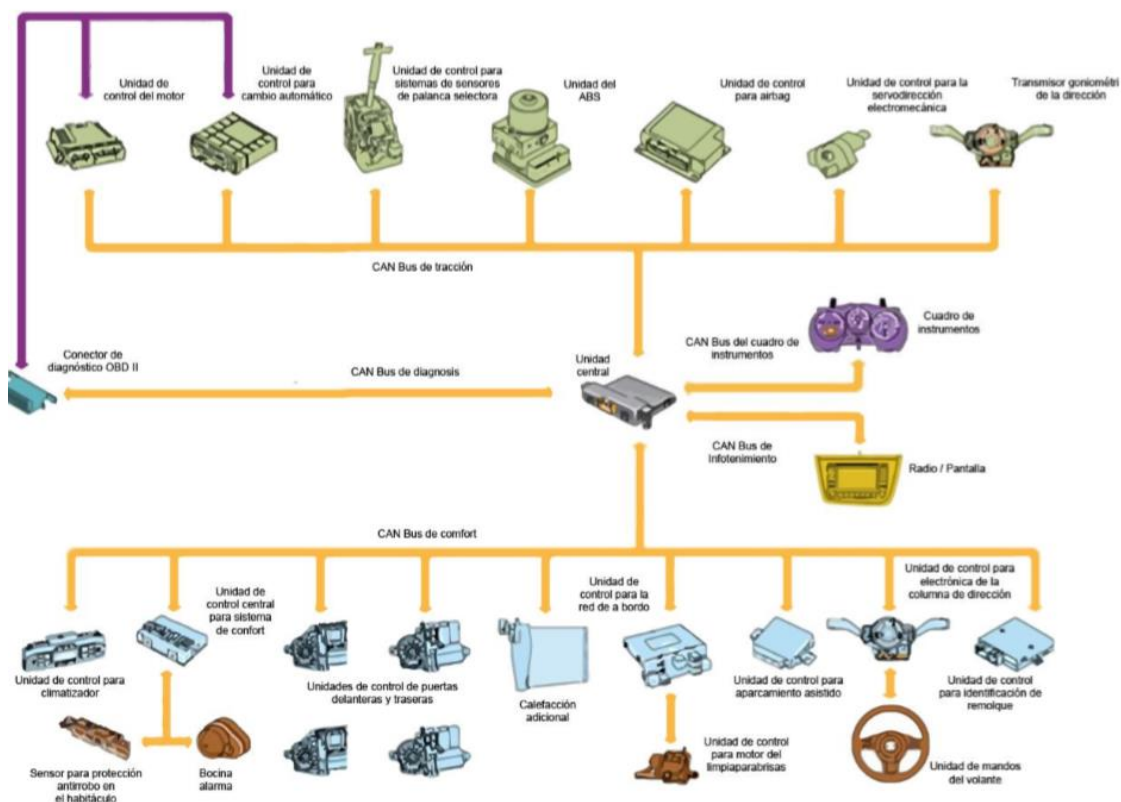 Unidad de
control del motor
Unidad de
control para
cambio automático
Unidad de control para
sistemas de sensores
de palanca selectora
Unidad del
ABS
Unidad de control
para airbag
Unidad de control para la
servodirección
electromecánica
Transmisor goniométri
de la dirección
CAN Bus de tracción
Cuadro de
instrumentos
CAN Bus del cuadro de
instrumentos
Conector de
diagnóstico OBD II
CAN Bus de diagnosis
Unidad
central
CAN Bus de
Infotenimiento
Radio / Pantalla
CAN Bus de comfort
Unidad de
control central
para sistema
de confort
Unidad de
control para la
red de a bordo
Unidad de control para
electrónica de la
columna de dirección
Unidad de control para
climatizador
Unidades de control de puertas
delanteras y traseras
Calefacción
adicional
Unidad de control para
aparcamiento asistido
Unidad de control
para identificación de
remolque
Sensor para protección
antirrobo en
el habitáculo
Bocina
alarma
Unidad de control
para motor del
limpiaparabrisas
Unidad de mandos
del volante